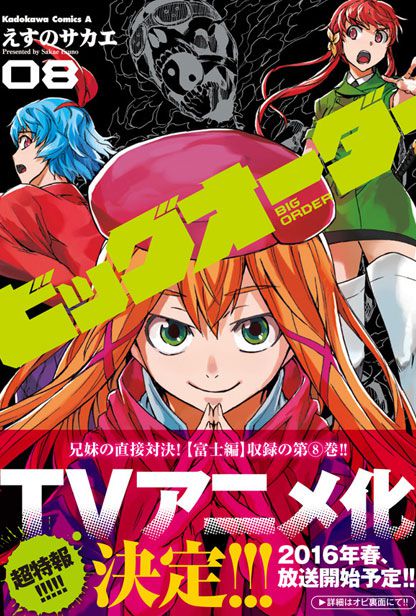 Kadokawa Comics A
えすのサカエ
Presented by Sakae Esuno
08
ビッグオーダー
BIG
ORDER
兄妹の直接対決!【富士編】収録の第⑧巻!!
TVアニメ化
超特報
!!!!!
決定!!!
2016年春、
放送開始予定!!
▶詳細はオビ裏面にて!!